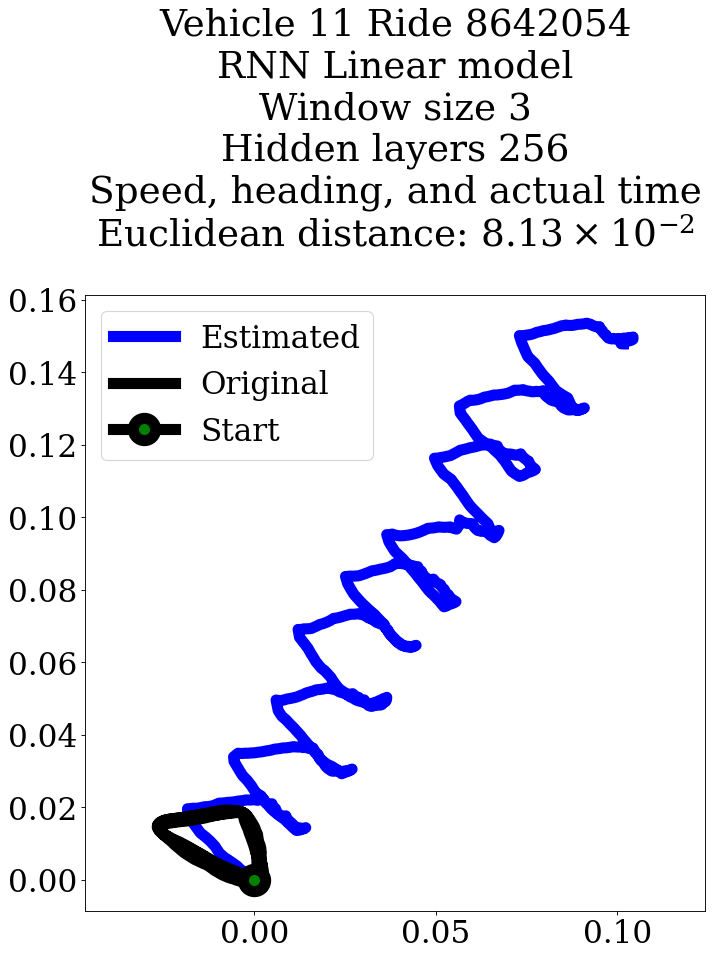 Vehicle 11 Ride 8642054
RNN Linear model
Window size 3
Hidden layers 256
Speed, heading, and actual time
Euclidean distance: 8.13 × 10⁻²
0.16
Estimated
Original
Start
0.14
0.12
0.10
0.08
0.06
0.04
0.02
0.00
0.00 0.05 0.10